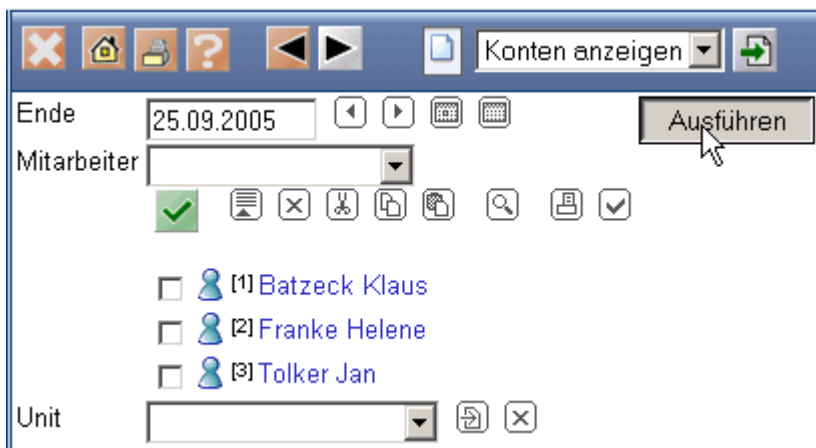 Konten anzeigen
Ende 25.09.2005 Ausführen
Mitarbeiter
[1] Batzeck Klaus
[2] Franke Helene
[3] Tolker Jan
Unit